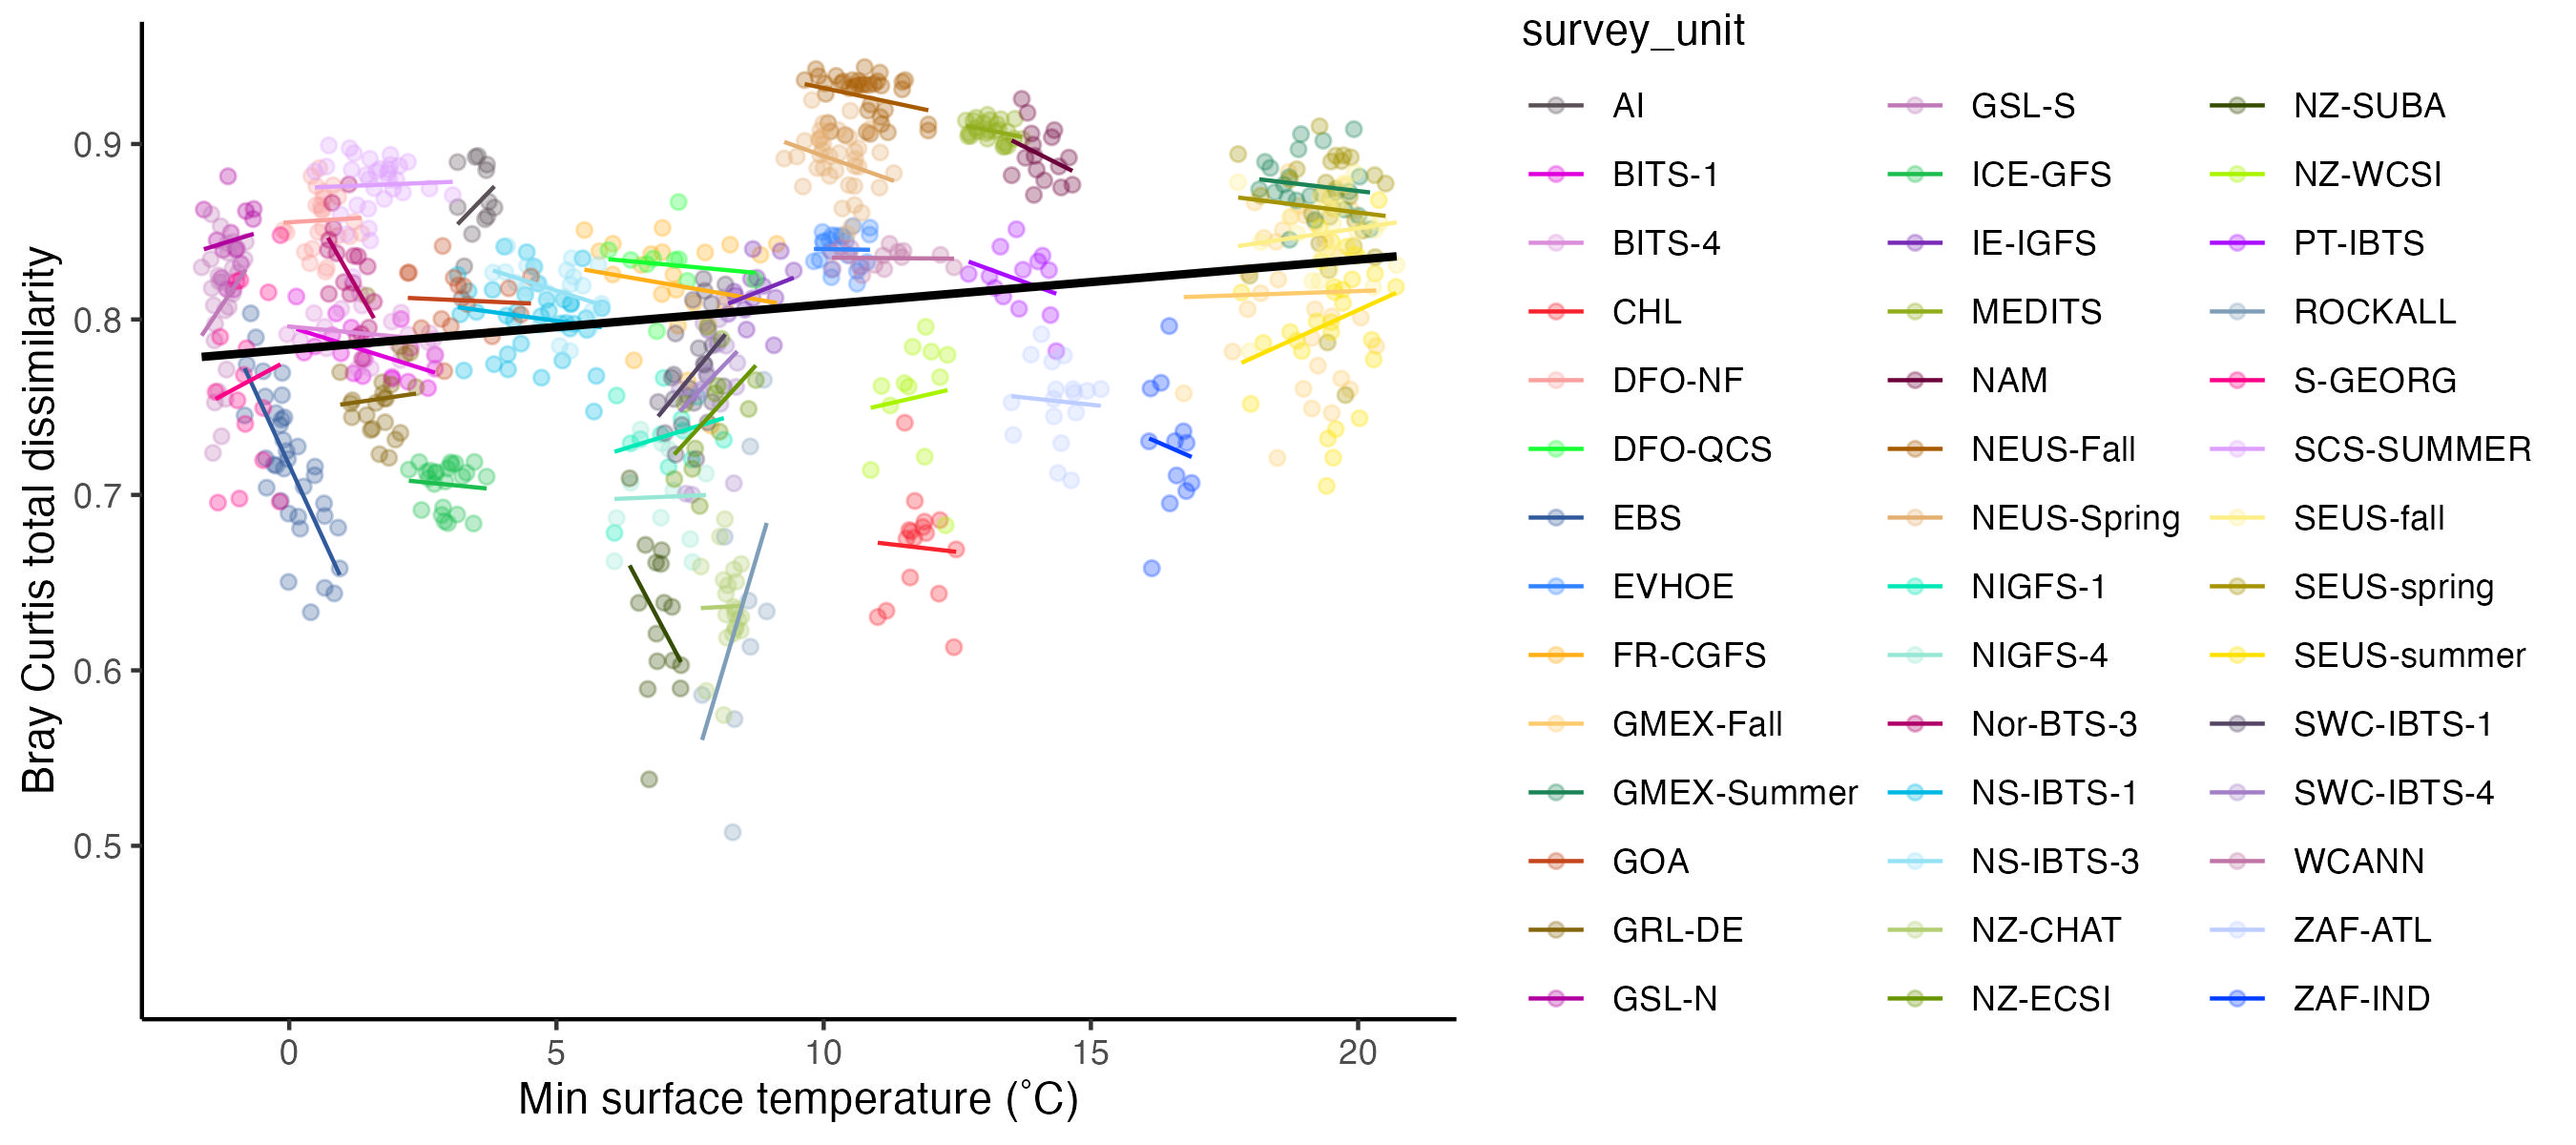 survey_unit
AI
BITS-1
BITS-4
CHL
DFO-NF
DFO-QCS
EBS
EVHOE
FR-CGFS
GMEX-Fall
GMEX-Summer
GOA
GRL-DE
GSL-N
GSL-S
ICE-GFS
IE-IGFS
MEDITS
NAM
NEUS-Fall
NEUS-Spring
NIGFS-1
NIGFS-4
Nor-BTS-3
NS-IBTS-1
NS-IBTS-3
NZ-CHAT
NZ-ECSI
NZ-SUBA
NZ-WCSI
PT-IBTS
ROCKALL
S-GEORG
SCS-SUMMER
SEUS-fall
SEUS-spring
SEUS-summer
SWC-IBTS-1
SWC-IBTS-4
WCANN
ZAF-ATL
ZAF-IND
Bray Curtis total dissimilarity
0.9
0.8
0.7
0.6
0.5
0 5 10 15 20
Min surface temperature (°C)